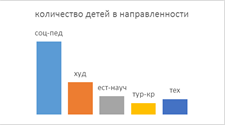 количество детей в направленности
соц-пед
худ
ест-науч
тур-кр
тех